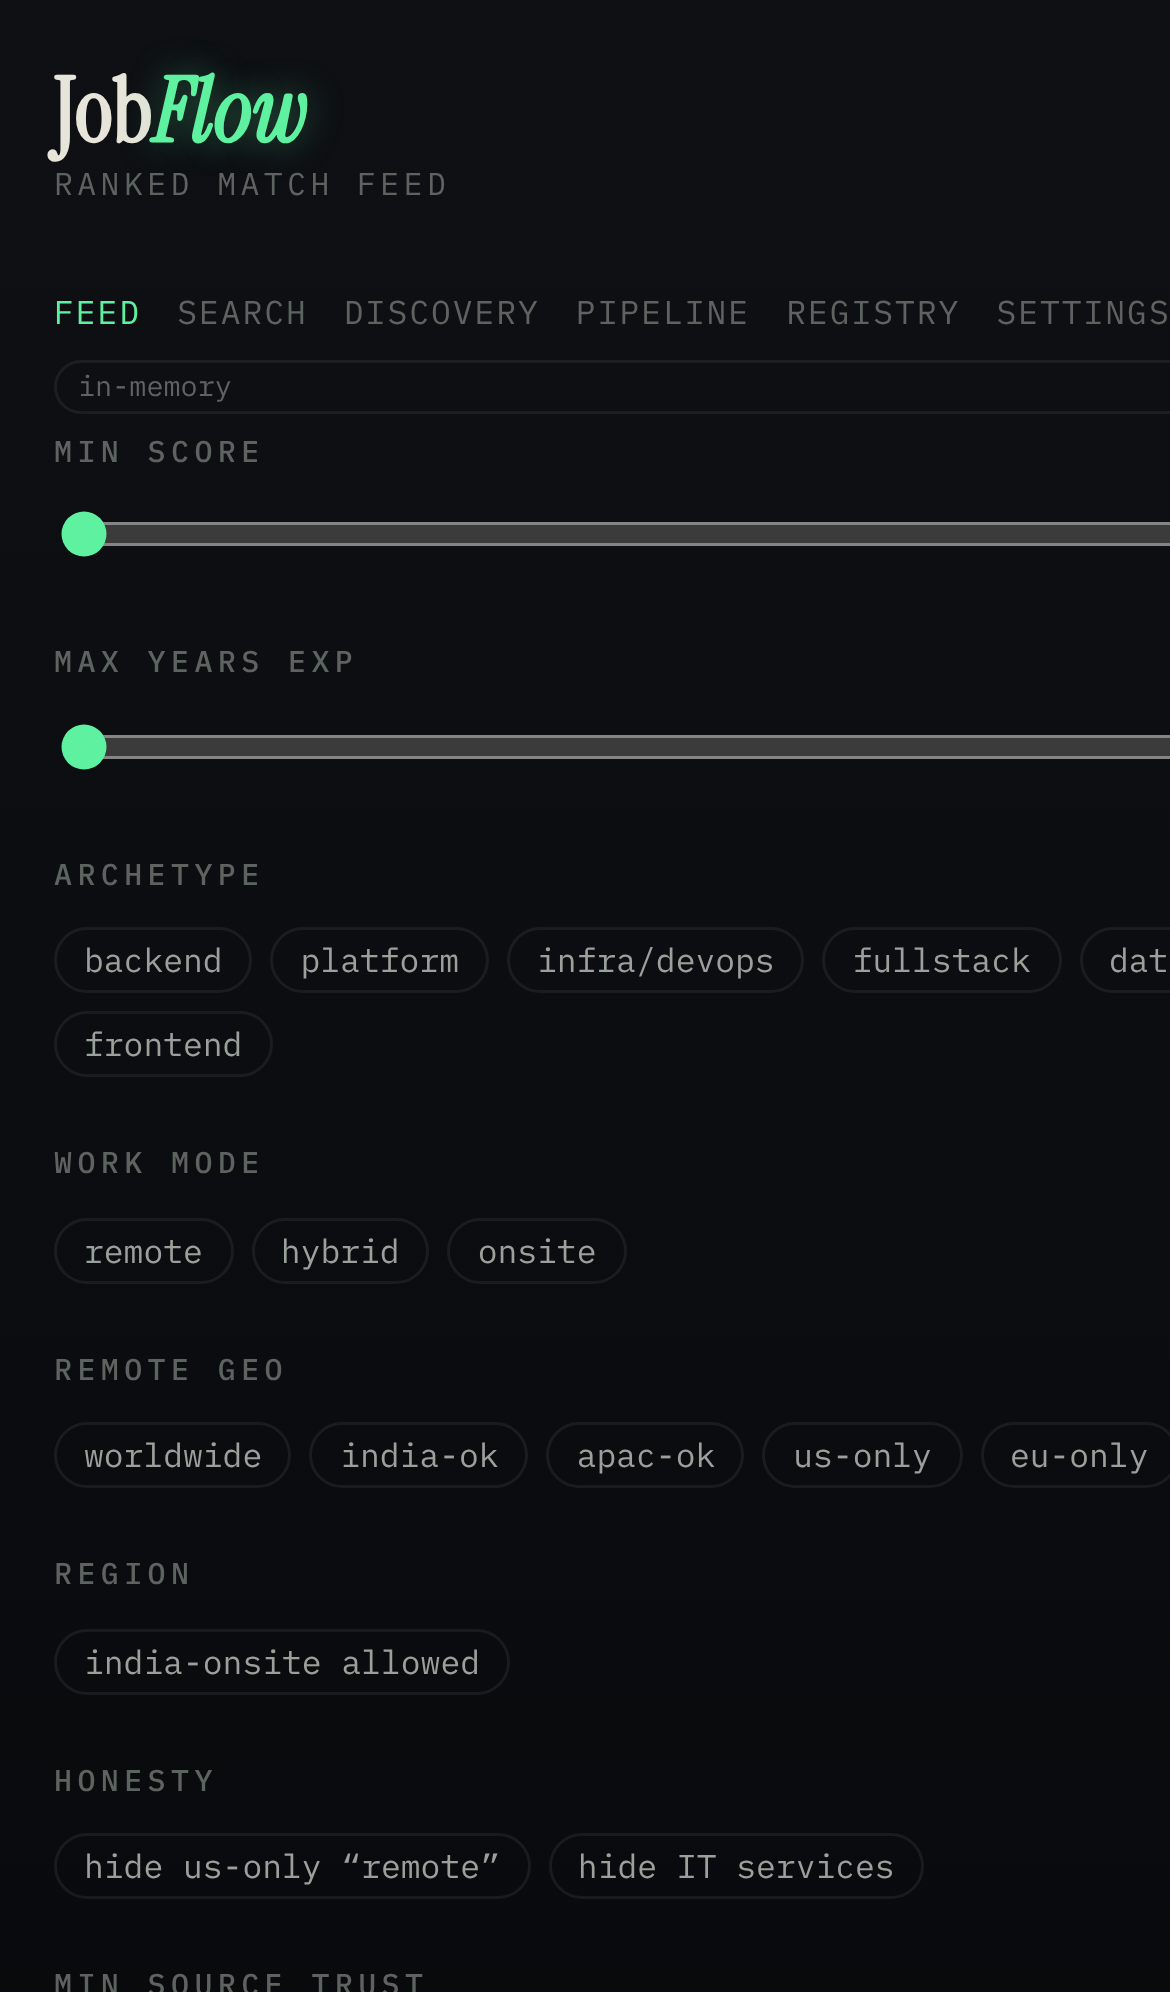 JobFlow
RANKED MATCH FEED
FEED SEARCH DISCOVERY PIPELINE REGISTRY SETTINGS
in-memory
MIN SCORE
MAX YEARS EXP
ARCHETYPE
backend platform infra/devops fullstack dat
frontend
WORK MODE
remote hybrid onsite
REMOTE GEO
worldwide india-ok apac-ok us-only eu-only
REGION
india-onsite allowed
HONESTY
hide us-only “remote” hide IT services
MIN SOURCE TRUST